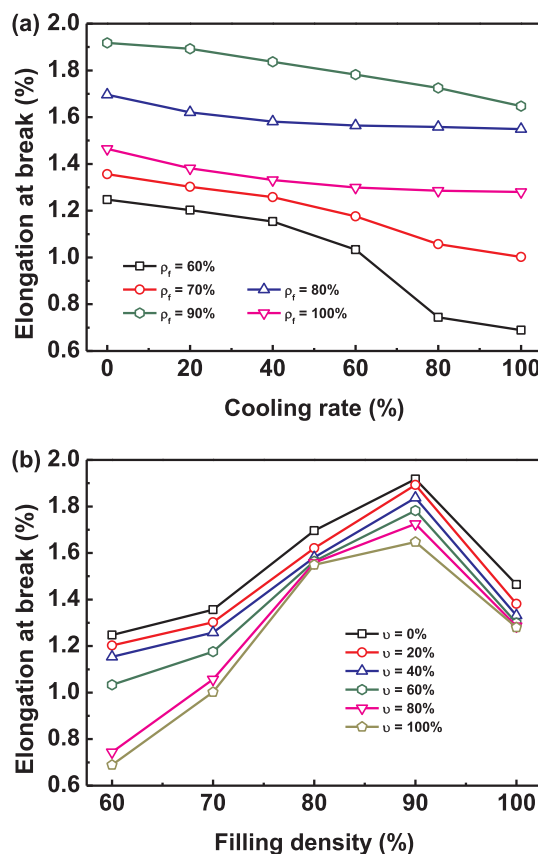 (a)
Elongation at break (%)
2.0
1.8
1.6
1.4
1.2
1.0
0.8
0.6
ρf = 60%
ρf = 70%
ρf = 80%
ρf = 90%
ρf = 100%
0 20 40 60 80 100
Cooling rate (%)
(b)
Elongation at break (%)
2.0
1.8
1.6
1.4
1.2
1.0
0.8
0.6
υ = 0%
υ = 20%
υ = 40%
υ = 60%
υ = 80%
υ = 100%
60 70 80 90 100
Filling density (%)